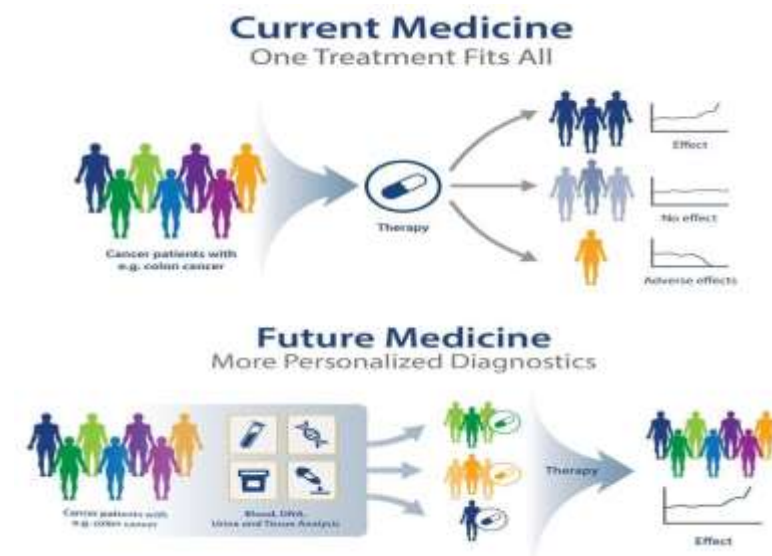 Current Medicine
One Treatment Fits All
Effect
No effect
Therapy
Cancer patients with
e.g. colon cancer
Adverse effects
Future Medicine
More Personalized Diagnostics
Therapy
Cancer patients with
e.g. colon cancer
Blood, DNA,
Urine and Tissue Analysis
Effect